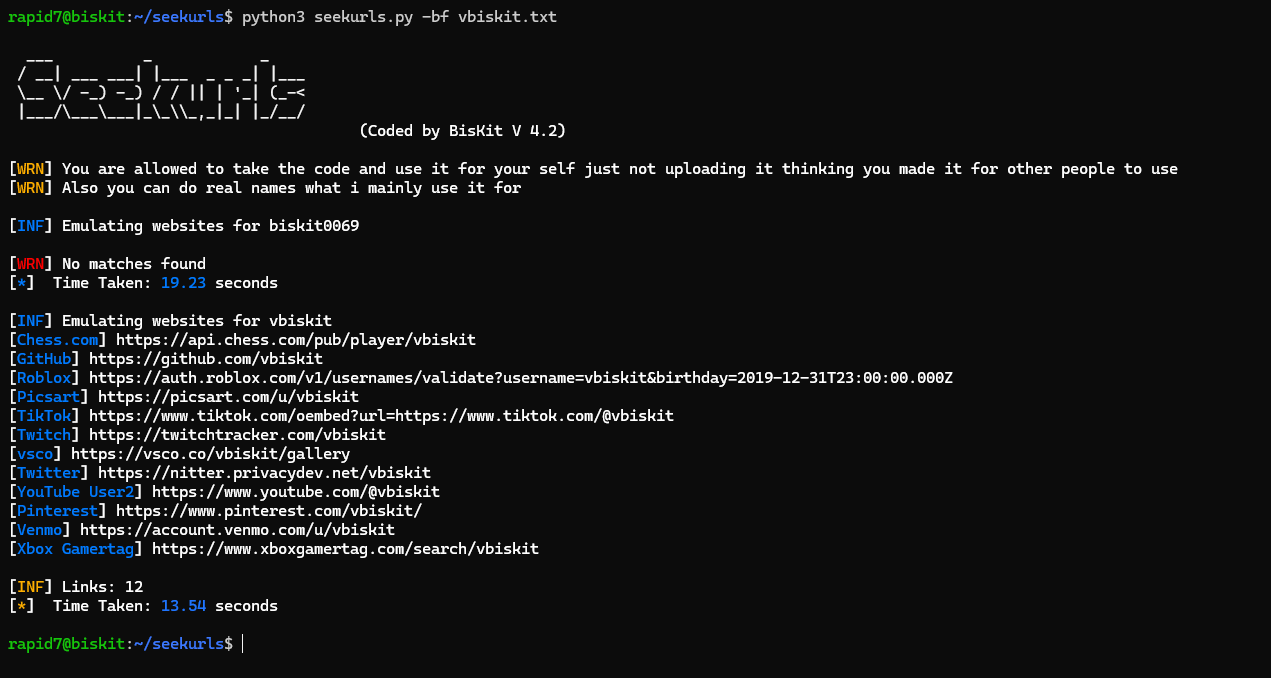 rapid7@biskit:~/seekurls$ python3 seekurls.py -bf vbiskit.txt
  ___          _            _
 / __| ___ ___| |___  _ _ _| |___
 \__ \/ -_) -_) / / || | '_| (_-<
 |___/\___\___|_\_\\_,_|_| |_/__/
(Coded by BisKit V 4.2)
[WRN] You are allowed to take the code and use it for your self just not uploading it thinking you made it for other people to use
[WRN] Also you can do real names what i mainly use it for
[INF] Emulating websites for biskit0069
[WRN] No matches found
[*]  Time Taken: 19.23 seconds
[INF] Emulating websites for vbiskit
[Chess.com] https://api.chess.com/pub/player/vbiskit
[GitHub] https://github.com/vbiskit
[Roblox] https://auth.roblox.com/v1/usernames/validate?username=vbiskit&birthday=2019-12-31T23:00:00.000Z
[Picsart] https://picsart.com/u/vbiskit
[TikTok] https://www.tiktok.com/oembed?url=https://www.tiktok.com/@vbiskit
[Twitch] https://twitchtracker.com/vbiskit
[vsco] https://vsco.co/vbiskit/gallery
[Twitter] https://nitter.privacydev.net/vbiskit
[YouTube User2] https://www.youtube.com/@vbiskit
[Pinterest] https://www.pinterest.com/vbiskit/
[Venmo] https://account.venmo.com/u/vbiskit
[Xbox Gamertag] https://www.xboxgamertag.com/search/vbiskit
[INF] Links: 12
[*]  Time Taken: 13.54 seconds
rapid7@biskit:~/seekurls$